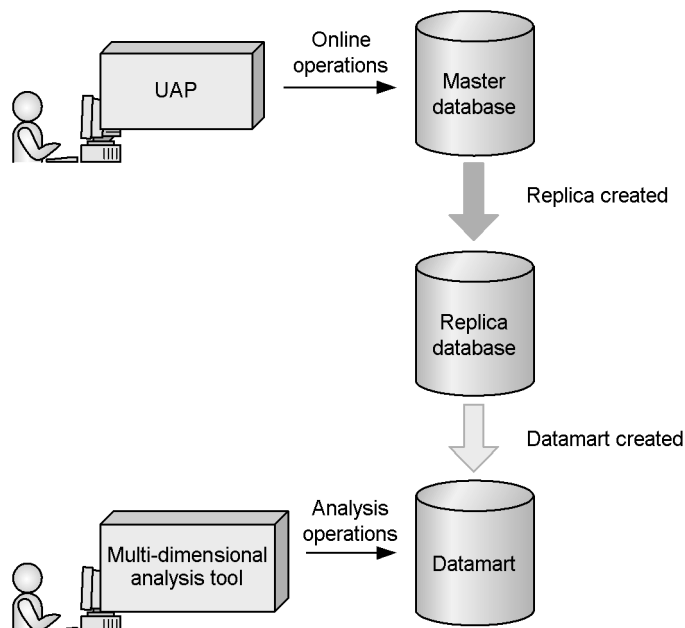 Online
operations
UAP
Master
database
Replica created
Replica
database
Datamart created
Analysis
operations
Multi-dimensional
analysis tool
Datamart